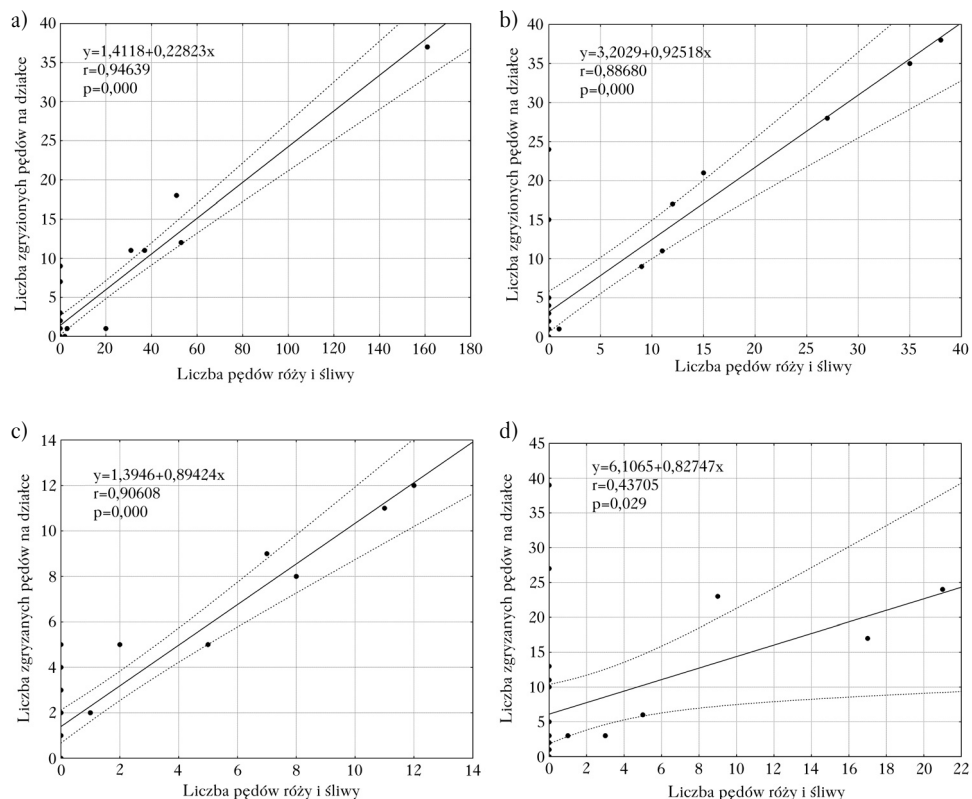 a)
y=1,4118+0,22823x
r=0,94639
p=0,000
Liczba zgryzionych pędów na działce
40
35
30
25
20
15
10
5
0
0 20 40 60 80 100 120 140 160 180
Liczba pędów róży i śliwy
b)
y=3,2029+0,92518x
r=0,88680
p=0,000
Liczba zgryzionych pędów na działce
40
35
30
25
20
15
10
5
0
0 5 10 15 20 25 30 35 40
Liczba pędów róży i śliwy
c)
y=1,3946+0,89424x
r=0,90608
p=0,000
Liczba zgryzanych pędów na działce
14
12
10
8
6
4
2
0
0 2 4 6 8 10 12 14
Liczba pędów róży i śliwy
d)
y=6,1065+0,82747x
r=0,43705
p=0,029
Liczba zgryzanych pędów na działce
45
40
35
30
25
20
15
10
5
0
0 2 4 6 8 10 12 14 16 18 20 22
Liczba pędów róży i śliwy